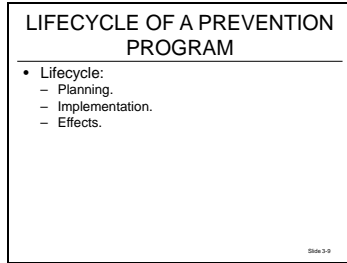 LIFECYCLE OF A PREVENTION
PROGRAM
• Lifecycle:
– Planning.
– Implementation.
– Effects.
Slide 3-9